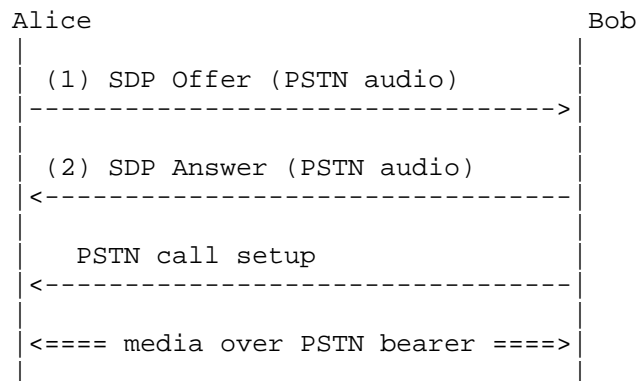 Alice Bob
| |
| (1) SDP Offer (PSTN audio) |
|--------------------------------->|
| |
| (2) SDP Answer (PSTN audio) |
|<---------------------------------|
| |
| PSTN call setup |
|<---------------------------------|
| |
|<==== media over PSTN bearer ====>|
| |